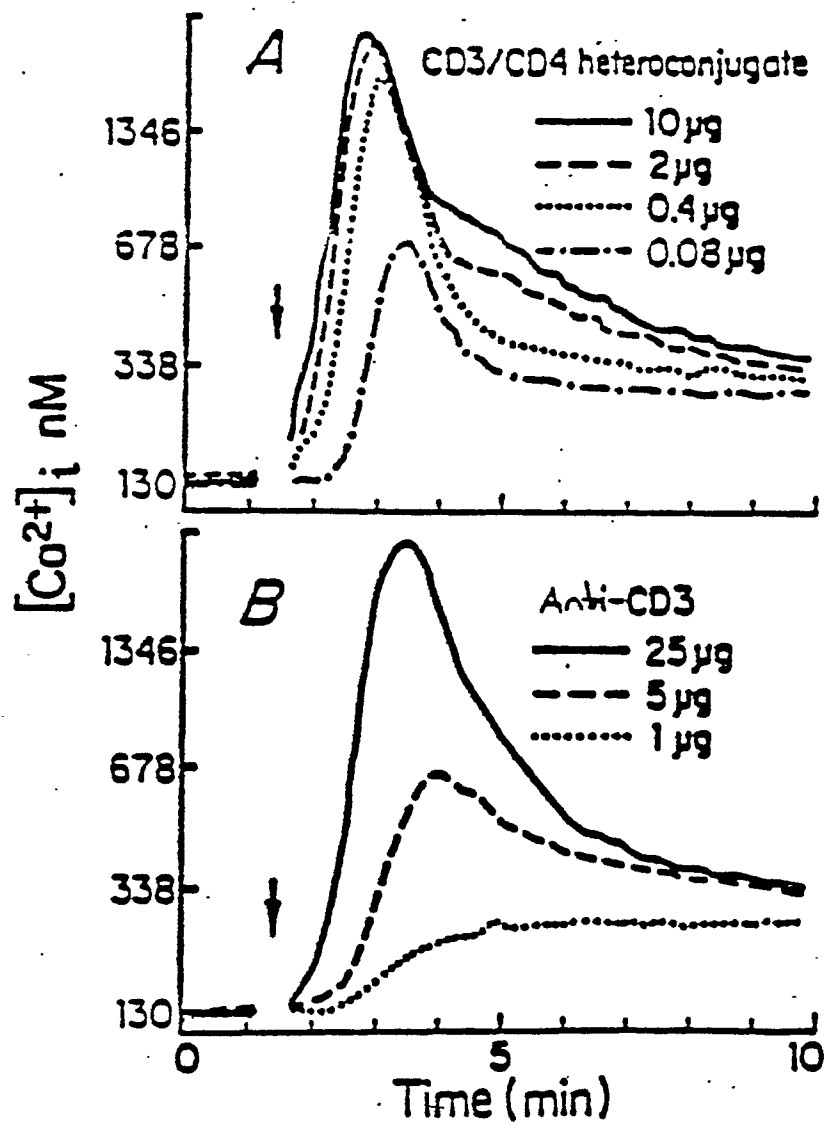 A
CD3/CD4 heteroconjugate
10 µg
2 µg
0.4 µg
0.08 µg
1346
678
338
130
[Ca²⁺]i nM
B
Anti-CD3
25 µg
5 µg
1 µg
1346
678
338
130
0 5 10
Time (min)